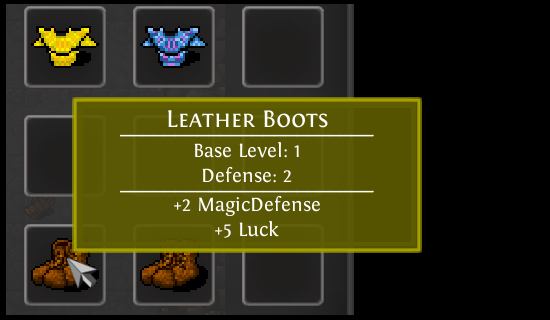 Leather Boots
Base Level: 1
Defense: 2
+2 MagicDefense
+5 Luck